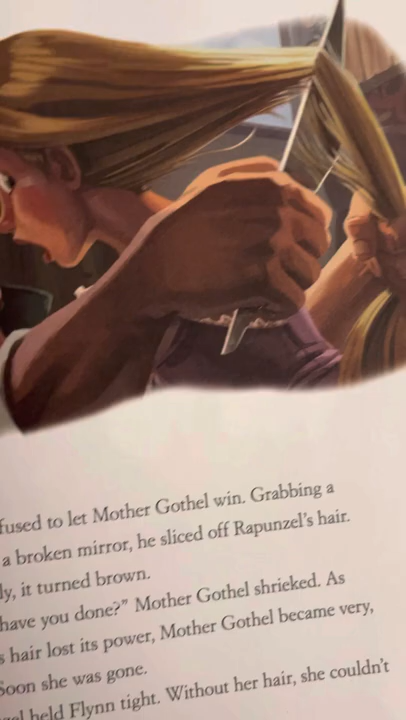 fused to let Mother Gothel win. Grabbing a
a broken mirror, he sliced off Rapunzel's hair.
ly, it turned brown.
have you done?" Mother Gothel shrieked. As
s hair lost its power, Mother Gothel became very,
Soon she was gone.
held Flynn tight. Without her hair, she couldn't